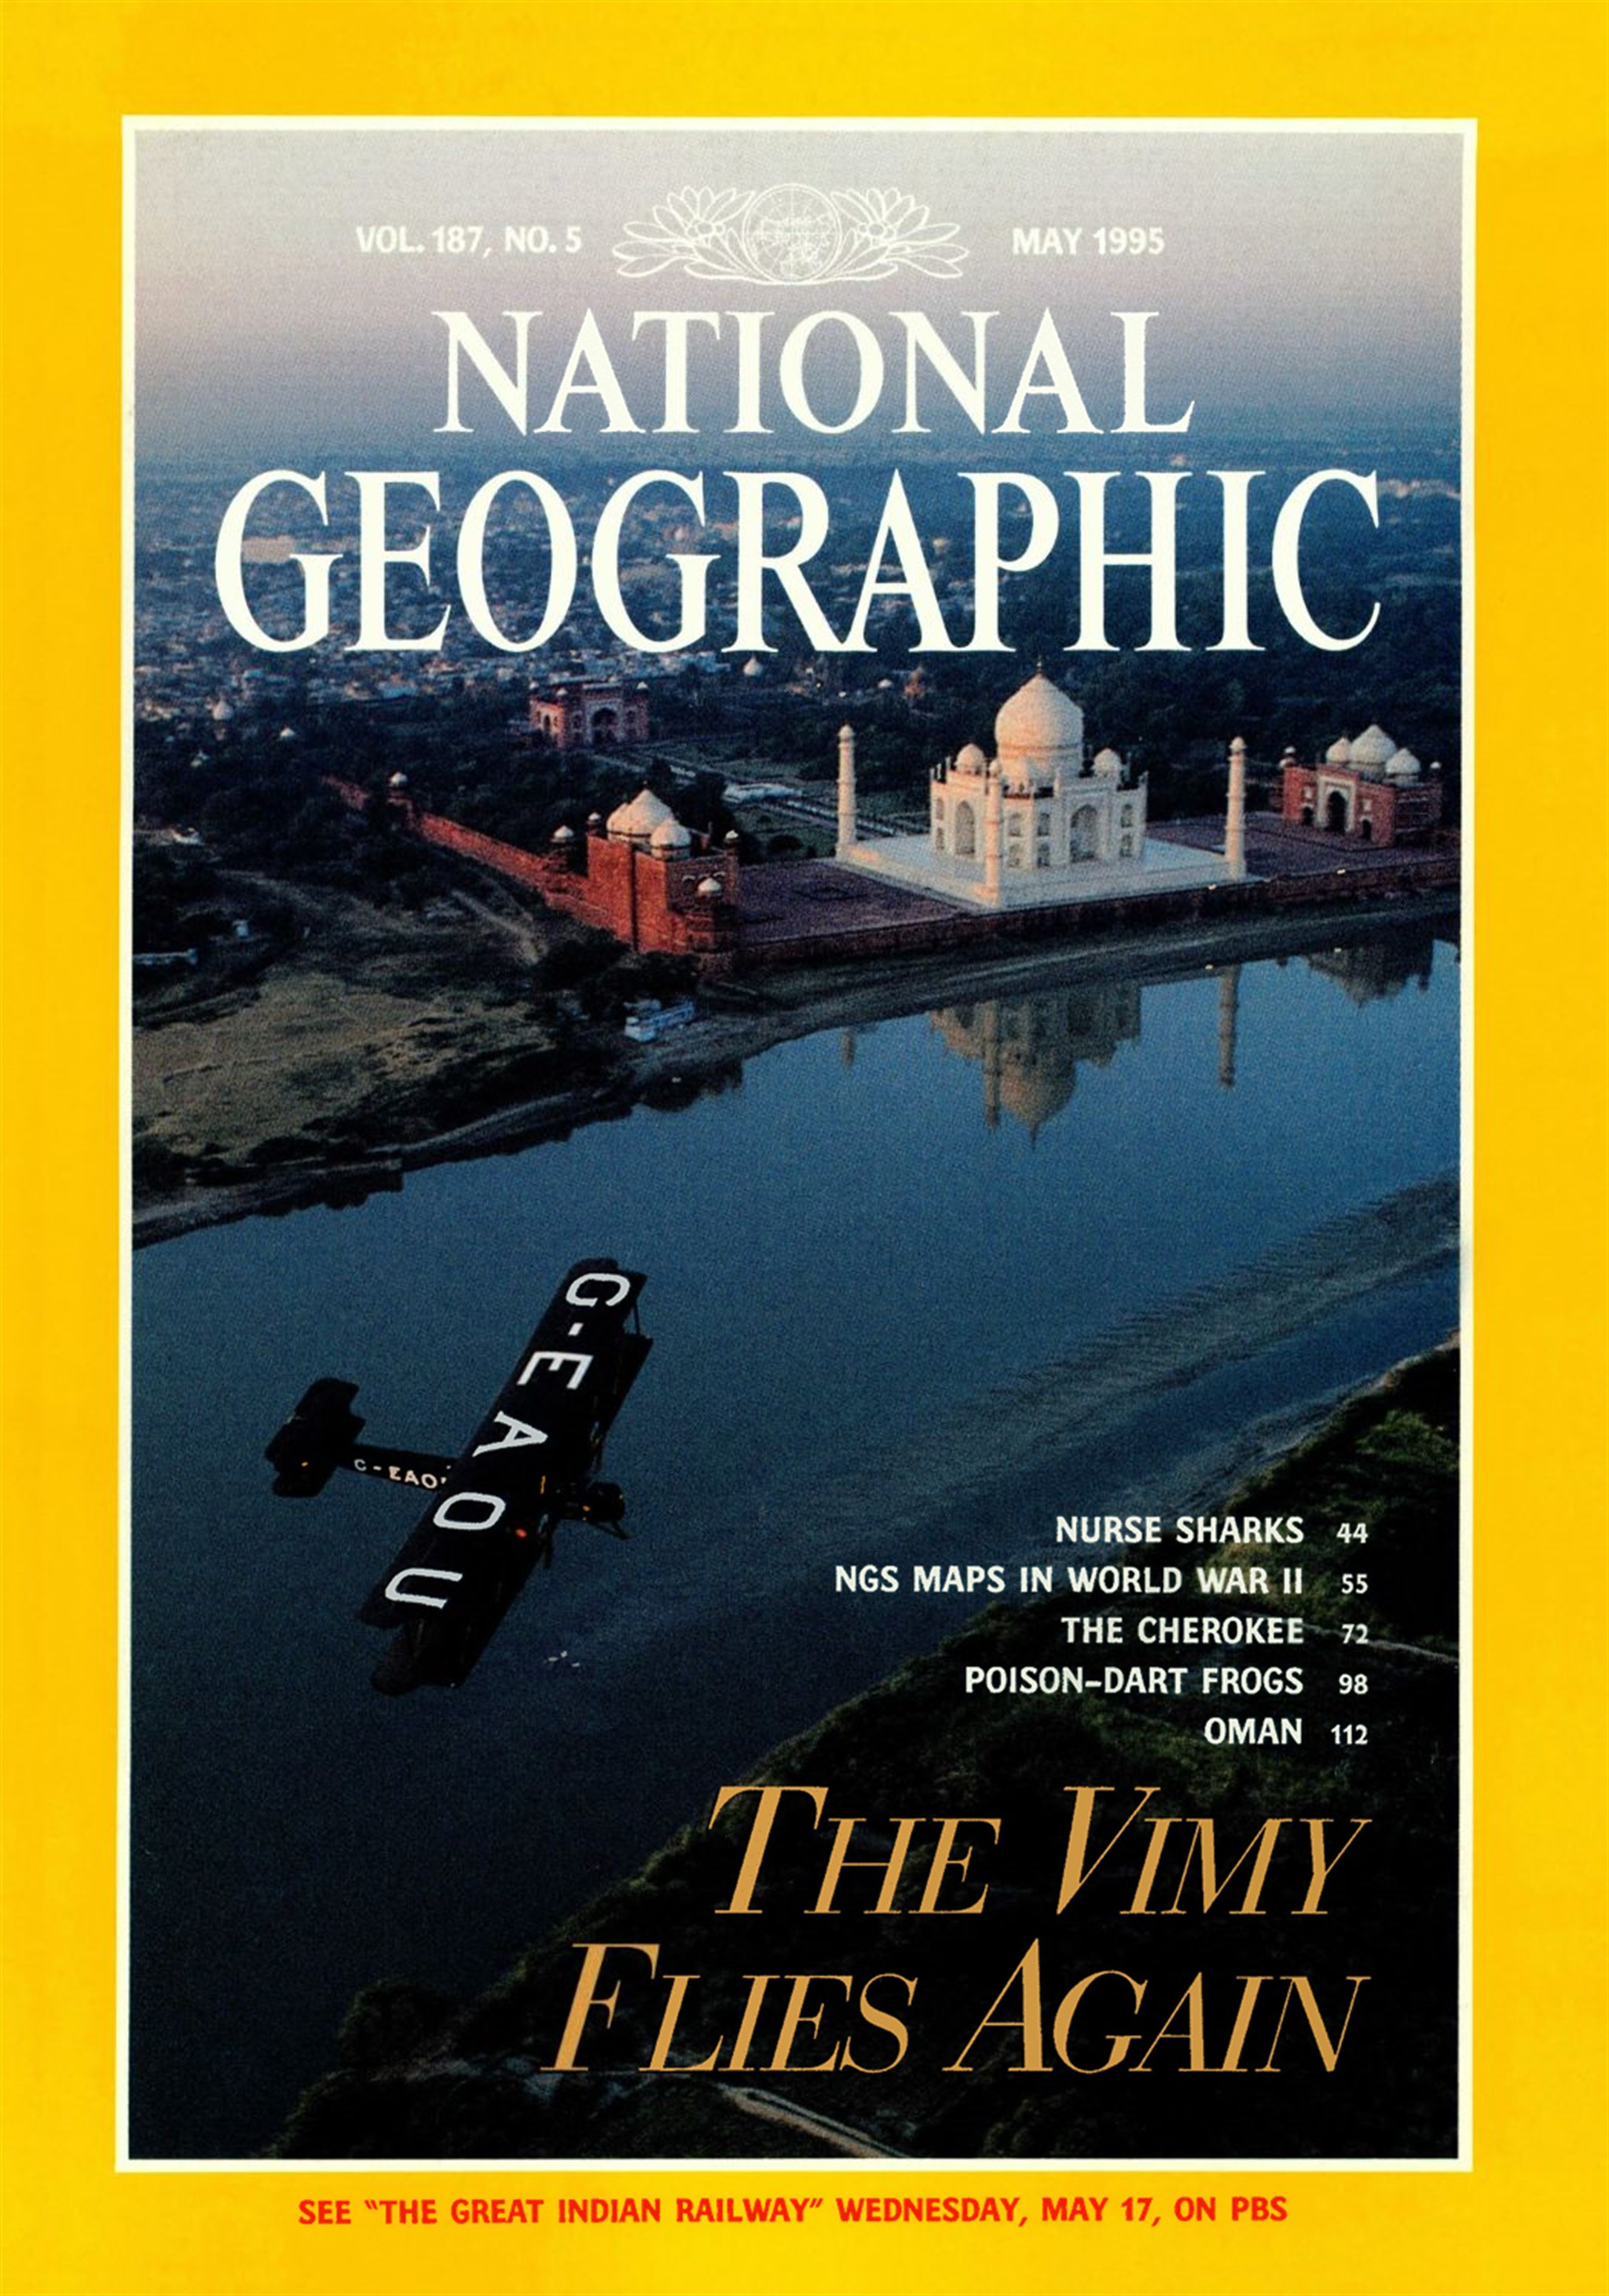 VOL. 187, NO. 5
MAY 1995
NATIONAL
GEOGRAPHIC
G-EAOU
G-EAO
NURSE SHARKS 44
NGS MAPS IN WORLD WAR II 55
THE CHEROKEE 72
POISON-DART FROGS 98
OMAN 112
THE VIMY
FLIES AGAIN
SEE "THE GREAT INDIAN RAILWAY" WEDNESDAY, MAY 17, ON PBS